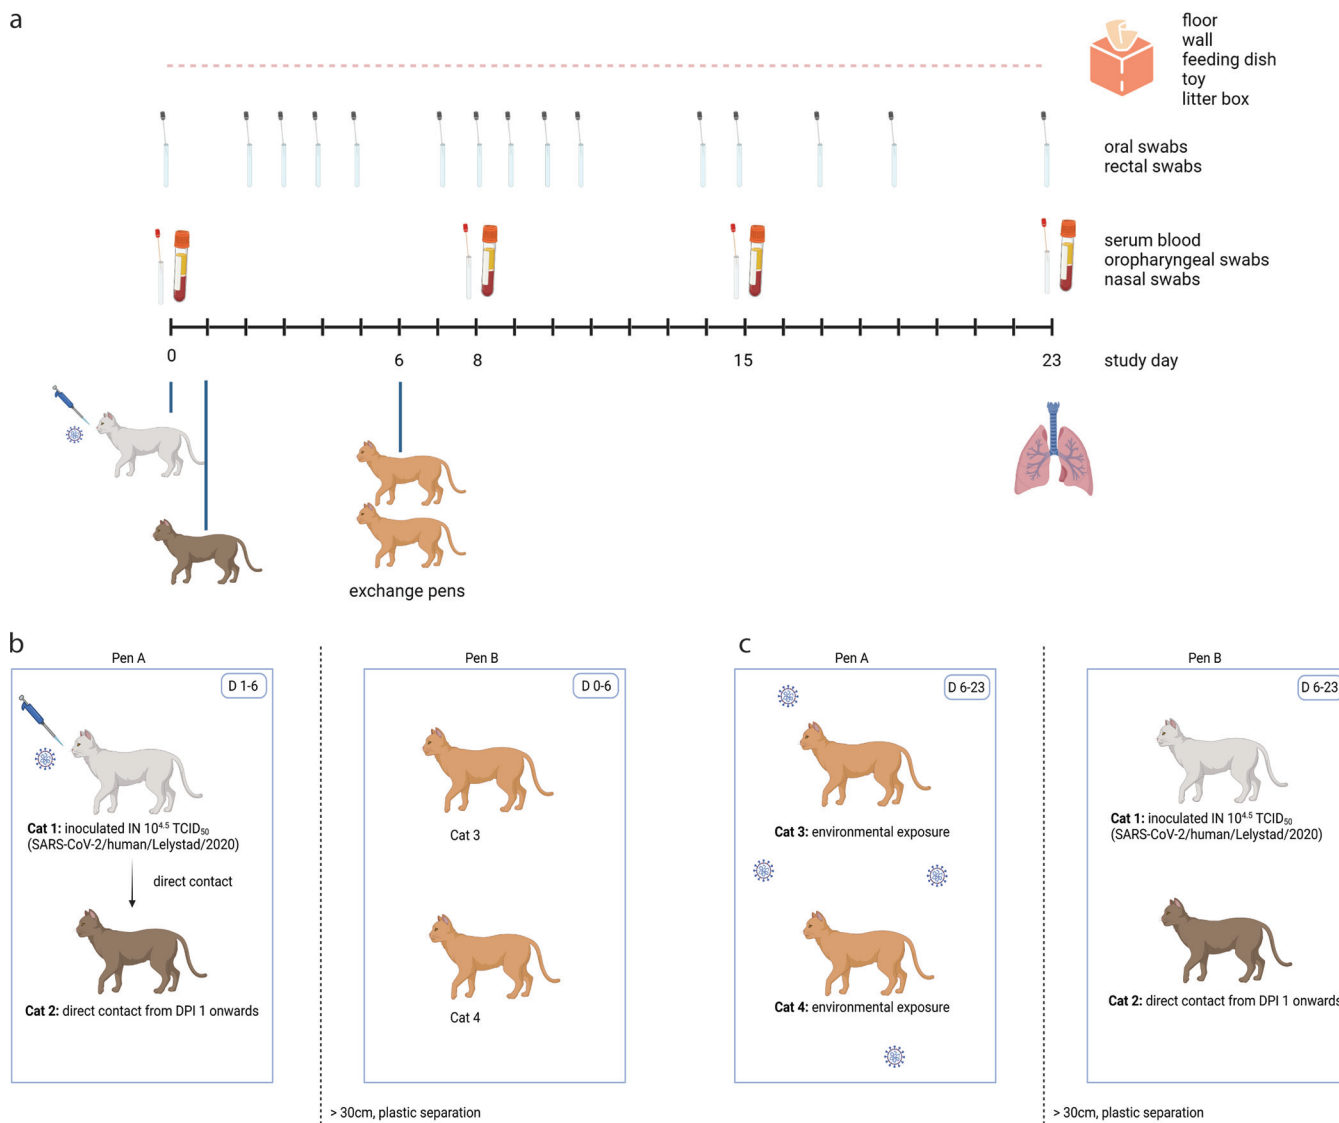 a
floor
wall
feeding dish
toy
litter box
oral swabs
rectal swabs
serum blood
oropharyngeal swabs
nasal swabs
0 6 8 15 23 study day
exchange pens
b
Pen A
D 1-6
Cat 1: inoculated IN 10^4.5 TCID₅₀
(SARS-CoV-2/human/Lelystad/2020)
direct contact
Cat 2: direct contact from DPI 1 onwards
Pen B
D 0-6
Cat 3
Cat 4
> 30cm, plastic separation
c
Pen A
D 6-23
Cat 3: environmental exposure
Cat 4: environmental exposure
Pen B
D 6-23
Cat 1: inoculated IN 10^4.5 TCID₅₀
(SARS-CoV-2/human/Lelystad/2020)
Cat 2: direct contact from DPI 1 onwards
> 30cm, plastic separation